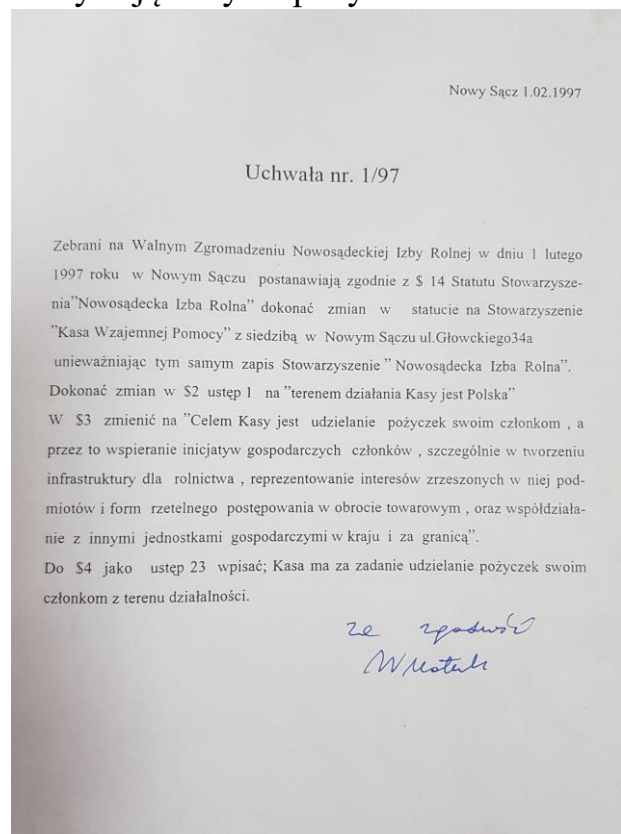 Nowy Sącz 1.02.1997
Uchwała nr. 1/97
Zebrani na Walnym Zgromadzeniu Nowosądeckiej Izby Rolnej w dniu 1 lutego
1997 roku w Nowym Sączu postanawiają zgodnie z $ 14 Statutu Stowarzysze-
nia"Nowosądecka Izba Rolna" dokonać zmian w statucie na Stowarzyszenie
"Kasa Wzajemnej Pomocy" z siedzibą w Nowym Sączu ul.Głowckiego34a
unieważniając tym samym zapis Stowarzyszenie " Nowosądecka Izba Rolna".
Dokonać zmian w $2 ustęp 1 na "terenem działania Kasy jest Polska"
W $3 zmienić na "Celem Kasy jest udzielanie pożyczek swoim członkom , a
przez to wspieranie inicjatyw gospodarczych członków , szczególnie w tworzeniu
infrastruktury dla rolnictwa , reprezentowanie interesów zrzeszonych w niej pod-
miotów i form rzetelnego postępowania w obrocie towarowym , oraz współdziała-
nie z innymi jednostkami gospodarczymi w kraju i za granicą".
Do $4 jako ustęp 23 wpisać; Kasa ma za zadanie udzielanie pożyczek swoim
członkom z terenu działalności.
za zgodność